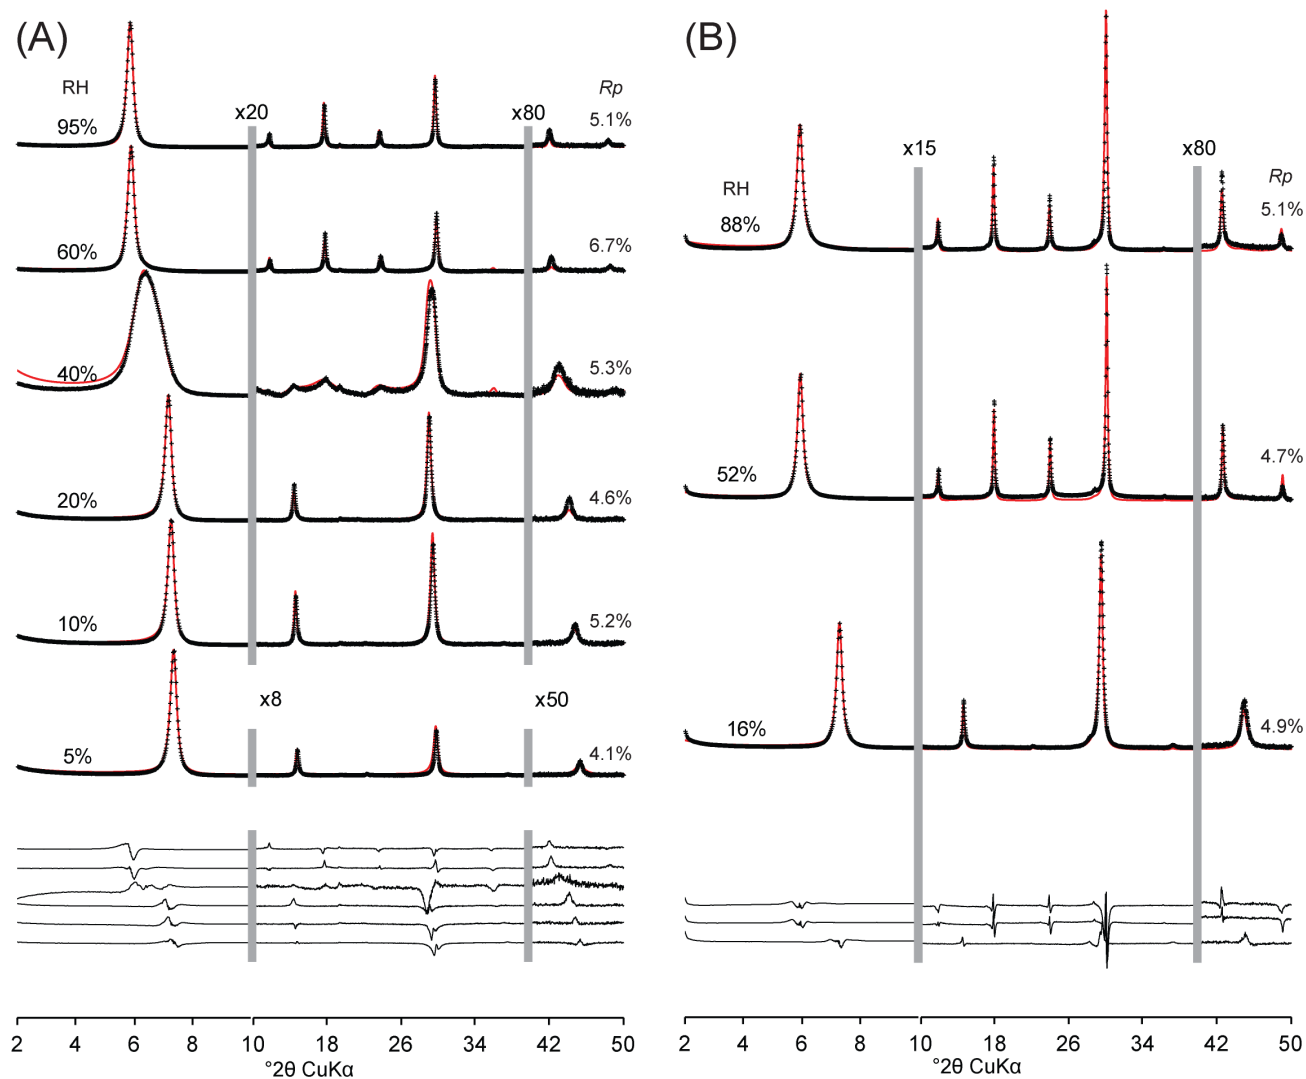 (A)
RH
Rp
x20
x80
95%
5.1%
60%
6.7%
40%
5.3%
20%
4.6%
10%
5.2%
x8
x50
5%
4.1%
2 4 6 8 10 18 26 34 42 50
°2θ CuKα
(B)
x15
x80
RH
Rp
88%
5.1%
52%
4.7%
16%
4.9%
2 4 6 8 10 18 26 34 42 50
°2θ CuKα